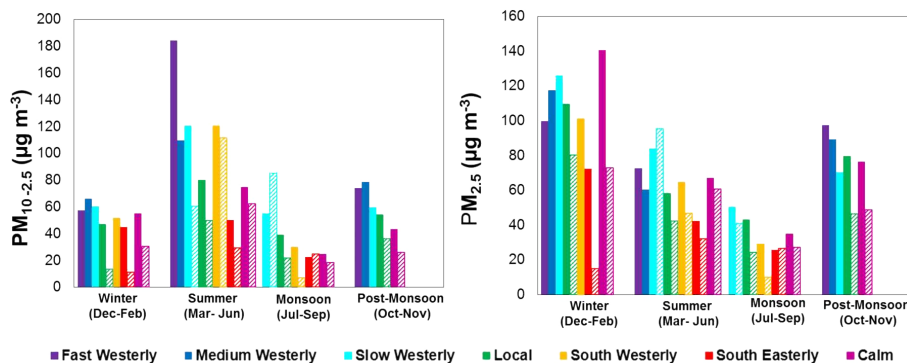 PM10-2.5 (µg m-3)
200
180
160
140
120
100
80
60
40
20
0
Winter
(Dec-Feb)
Summer
(Mar- Jun)
Monsoon
(Jul-Sep)
Post-Monsoon
(Oct-Nov)
PM2.5 (µg m-3)
160
140
120
100
80
60
40
20
0
Winter
(Dec-Feb)
Summer
(Mar- Jun)
Monsoon
(Jul-Sep)
Post-Monsoon
(Oct-Nov)
Fast Westerly Medium Westerly Slow Westerly Local South Westerly South Easterly Calm